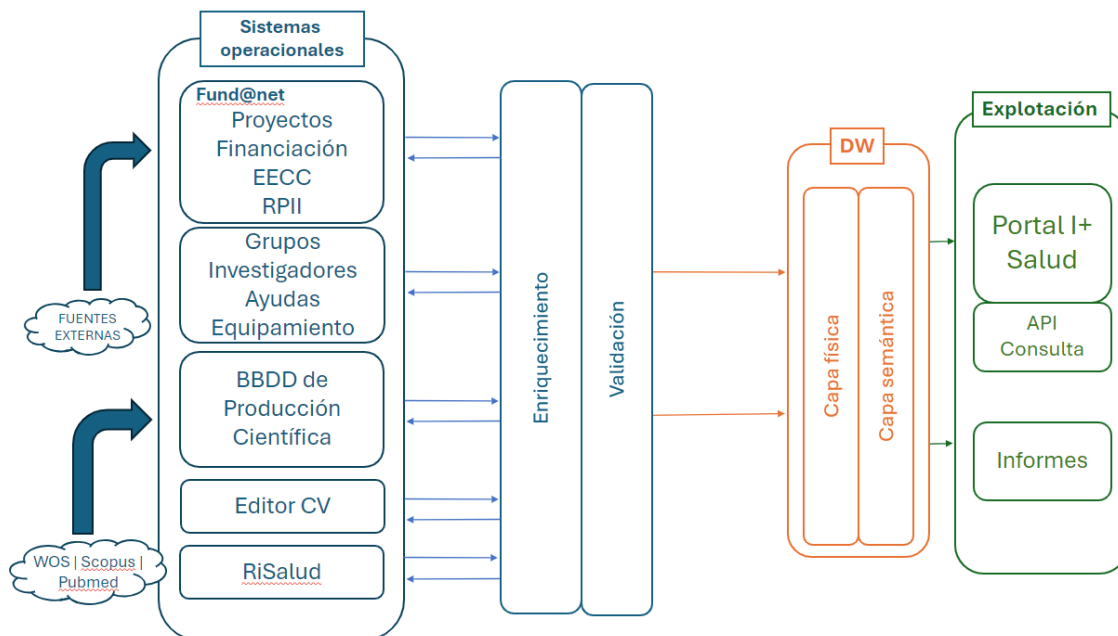 Sistemas
operacionales
Fund@net
Proyectos
Financiación
EECC
RPII
Grupos
Investigadores
Ayudas
Equipamiento
BBDD de
Producción
Científica
Editor CV
RiSalud
FUENTES
EXTERNAS
WOS | Scopus |
Pubmed
Enriquecimiento
Validación
DW
Capa física
Capa semántica
Explotación
Portal I+
Salud
API
Consulta
Informes